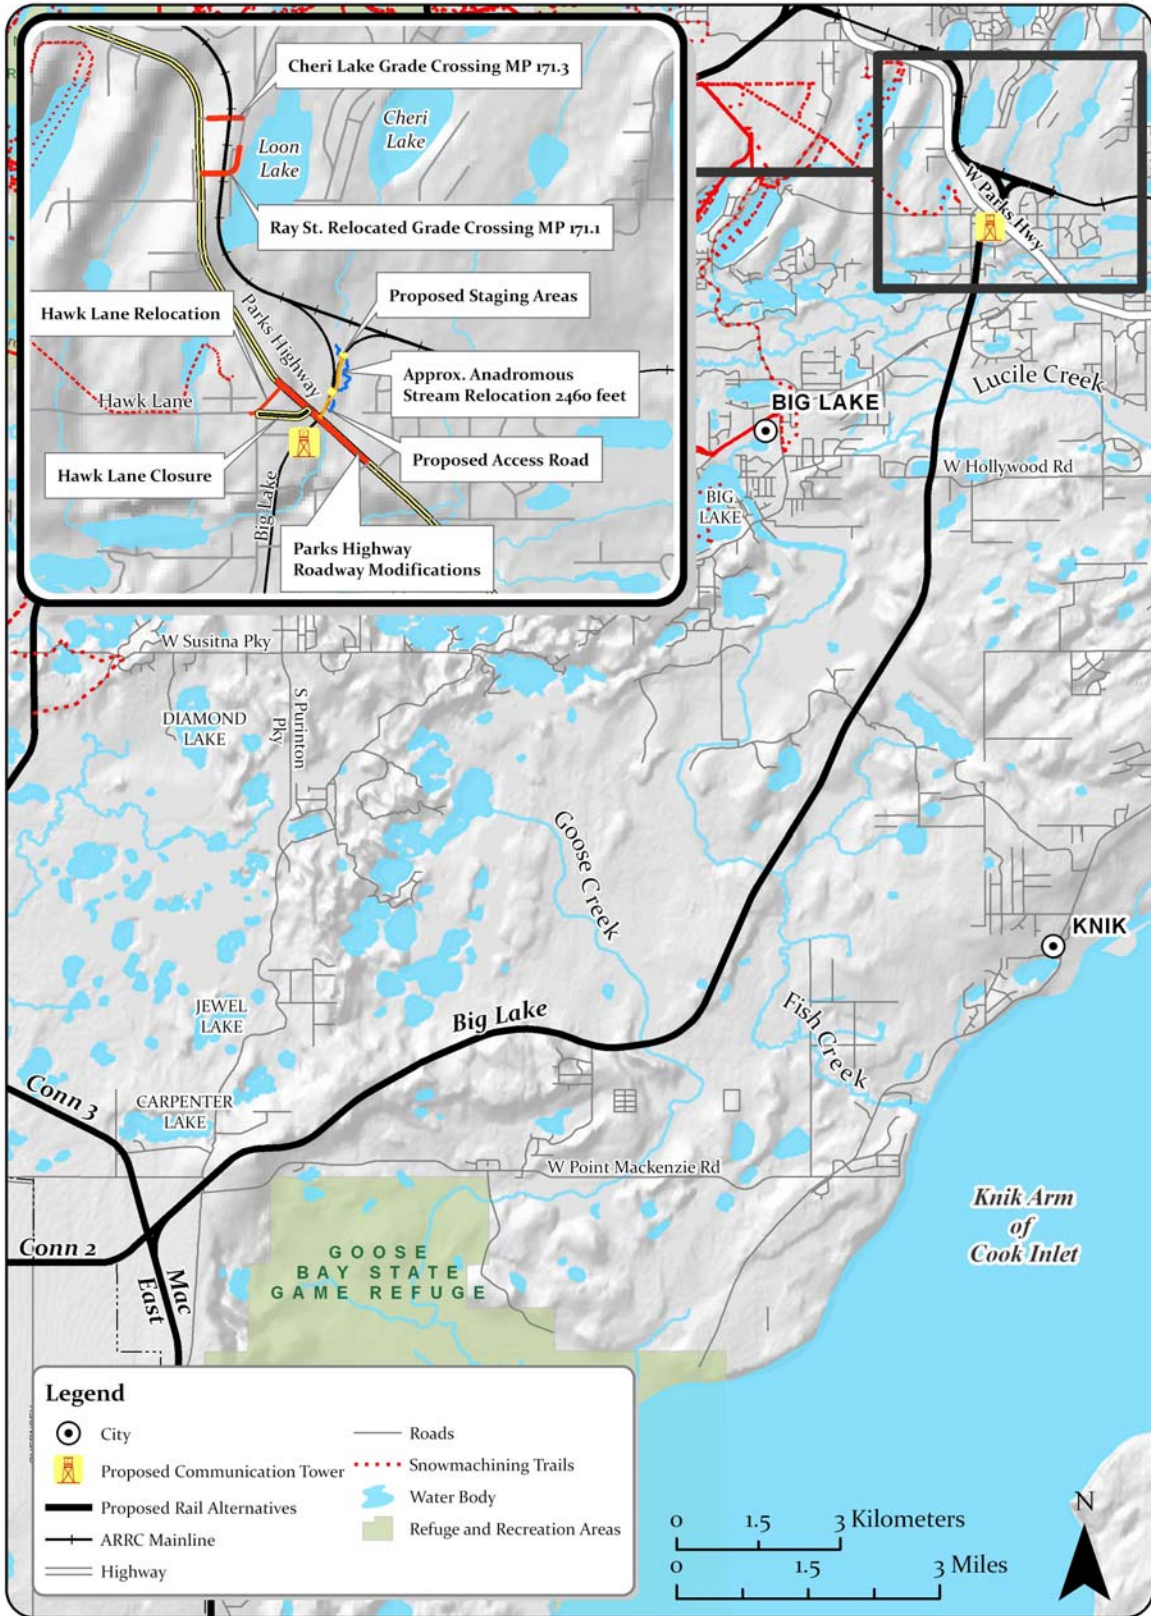 Cheri Lake Grade Crossing MP 171.3
Cheri
Lake
Loon
Lake
Ray St. Relocated Grade Crossing MP 171.1
Proposed Staging Areas
Hawk Lane Relocation
Parks Highway
Approx. Anadromous
Stream Relocation 2460 feet
Hawk Lane
Proposed Access Road
Hawk Lane Closure
Big Lake
Parks Highway
Roadway Modifications
W Parks Hwy
Lucile Creek
BIG LAKE
W Hollywood Rd
BIG
LAKE
W Susitna Pky
S Purinton
Pky
DIAMOND
LAKE
Goose Creek
KNIK
JEWEL
LAKE
Big Lake
Fish Creek
Conn 3
CARPENTER
LAKE
W Point Mackenzie Rd
Knik Arm
of
Cook Inlet
Conn 2
Mac
East
GOOSE
BAY STATE
GAME REFUGE
Legend
City
Proposed Communication Tower
Proposed Rail Alternatives
ARRC Mainline
Highway
Roads
Snowmachining Trails
Water Body
Refuge and Recreation Areas
0 1.5 3 Kilometers
0 1.5 3 Miles
N